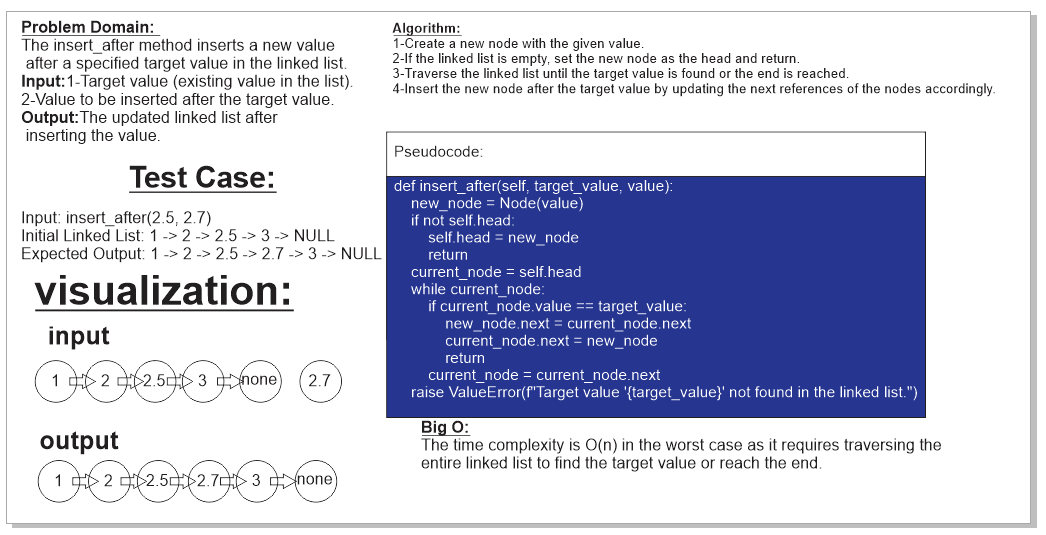 Problem Domain:
The insert_after method inserts a new value
after a specified target value in the linked list.
Input:1-Target value (existing value in the list).
2-Value to be inserted after the target value.
Output:The updated linked list after
inserting the value.
Test Case:
Input: insert_after(2.5, 2.7)
Initial Linked List: 1 -> 2 -> 2.5 -> 3 -> NULL
Expected Output: 1 -> 2 -> 2.5 -> 2.7 -> 3 -> NULL
visualization:
input
1 2 2.5 3 none 2.7
output
1 2 2.5 2.7 3 none
Algorithm:
1-Create a new node with the given value.
2-If the linked list is empty, set the new node as the head and return.
3-Traverse the linked list until the target value is found or the end is reached.
4-Insert the new node after the target value by updating the next references of the nodes accordingly.
Pseudocode:
def insert_after(self, target_value, value):
new_node = Node(value)
if not self.head:
self.head = new_node
return
current_node = self.head
while current_node:
if current_node.value == target_value:
new_node.next = current_node.next
current_node.next = new_node
return
current_node = current_node.next
raise ValueError(f"Target value '{target_value}' not found in the linked list.")
Big O:
The time complexity is O(n) in the worst case as it requires traversing the
entire linked list to find the target value or reach the end.